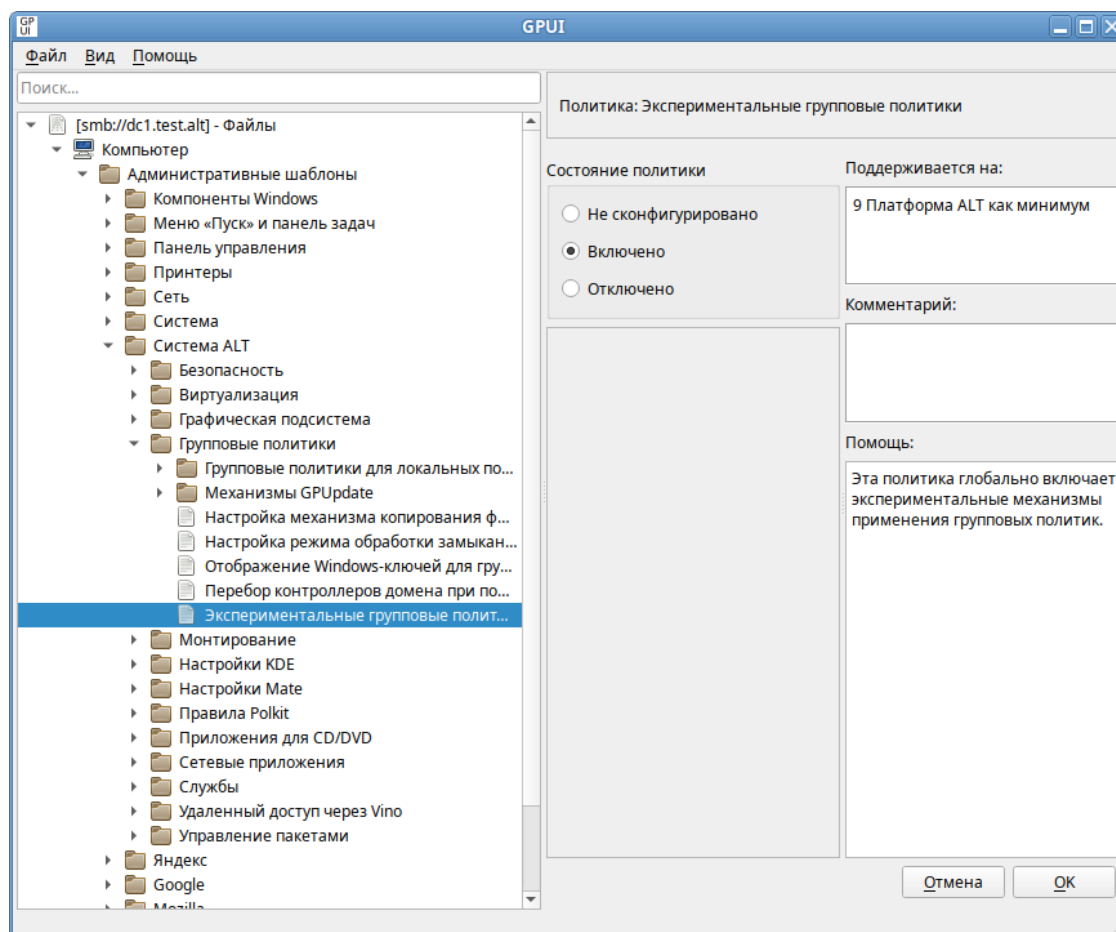 GP
UI
GPUI
Файл Вид Помощь
Поиск...
[smb://dc1.test.alt] - Файлы
Компьютер
Административные шаблоны
Компоненты Windows
Меню «Пуск» и панель задач
Панель управления
Принтеры
Сеть
Система
Система ALT
Безопасность
Виртуализация
Графическая подсистема
Групповые политики
Групповые политики для локальных по...
Механизмы GPUpdate
Настройка механизма копирования ф...
Настройка режима обработки замыкан...
Отображение Windows-ключей для гру...
Перебор контроллеров домена при по...
Экспериментальные групповые полит...
Монтирование
Настройки KDE
Настройки Mate
Правила Polkit
Приложения для CD/DVD
Сетевые приложения
Службы
Удаленный доступ через Vino
Управление пакетами
Яндекс
Google
Mozilla
Политика: Экспериментальные групповые политики
Состояние политики
Не сконфигурировано
Включено
Отключено
Поддерживается на:
9 Платформа ALT как минимум
Комментарий:
Помощь:
Эта политика глобально включает
экспериментальные механизмы
применения групповых политик.
Отмена
OK